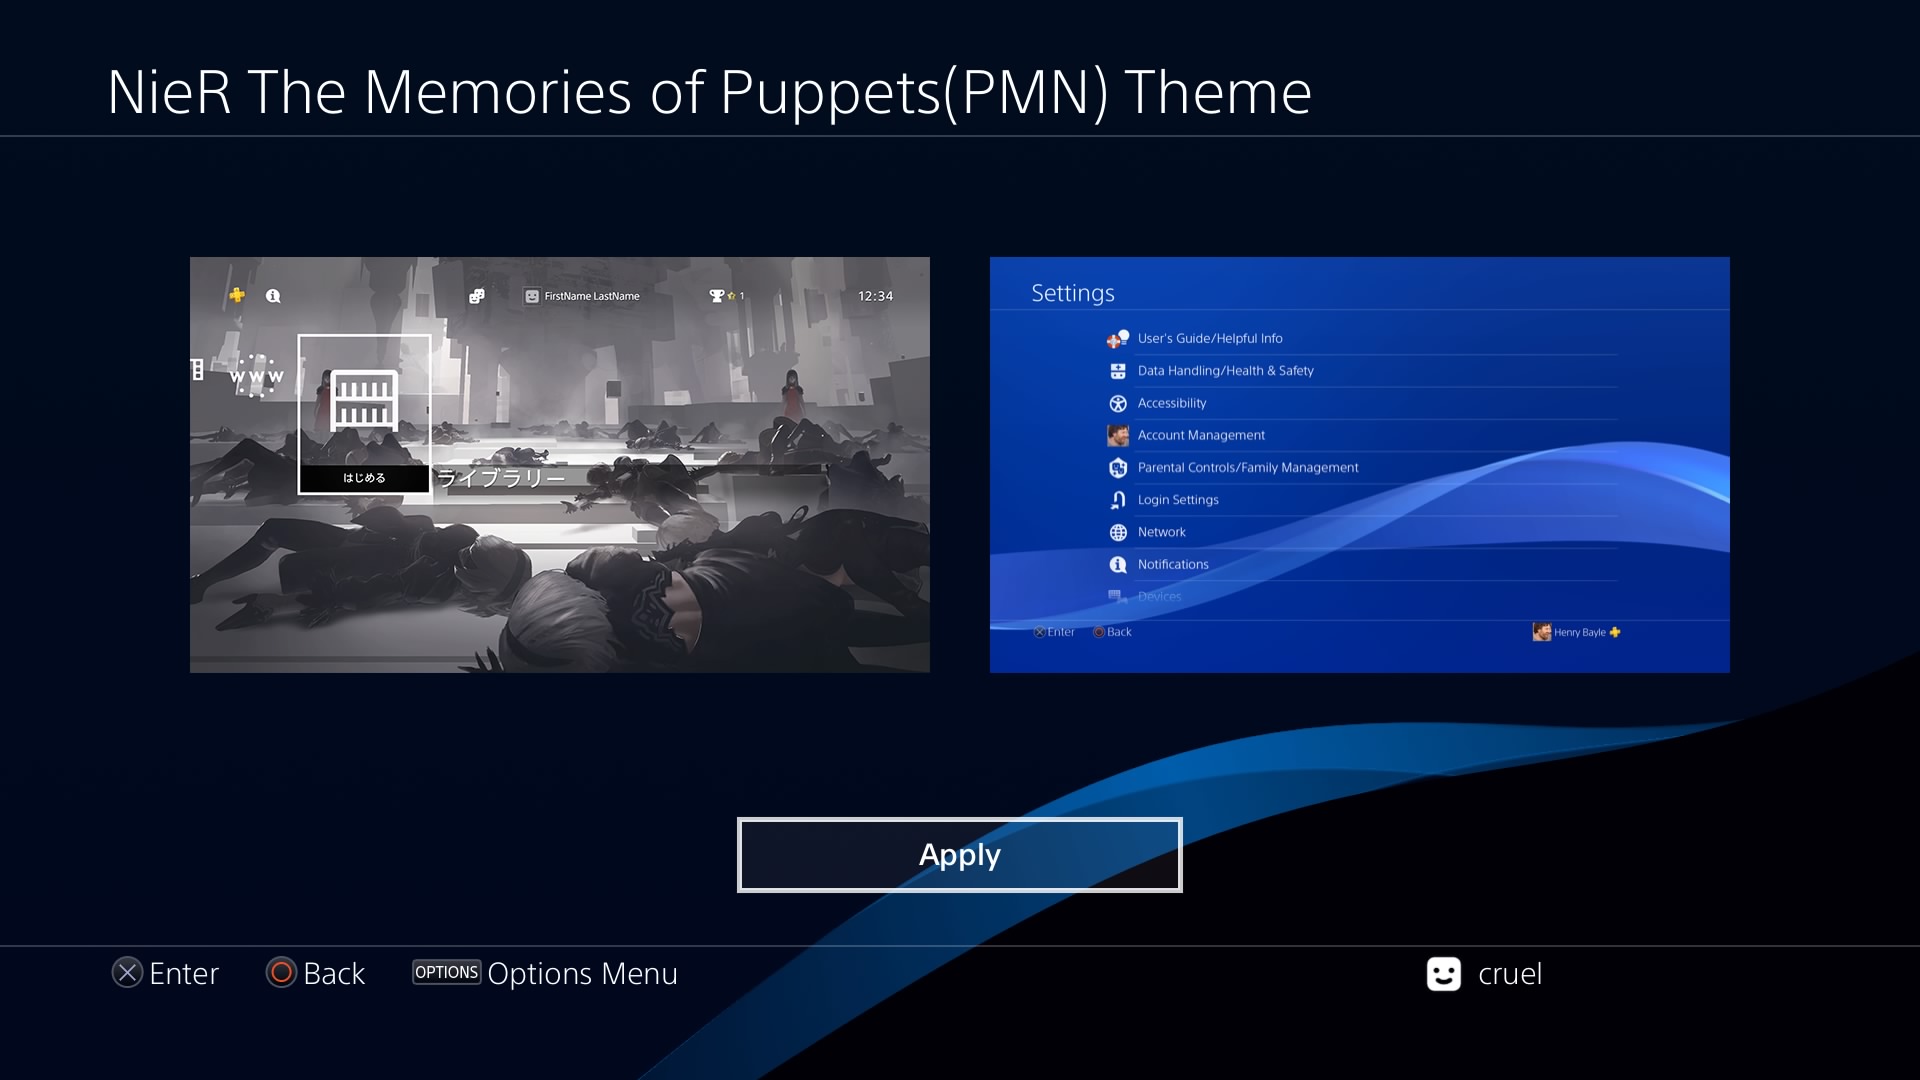 NieR The Memories of Puppets(PMN) Theme
FirstName LastName
1
12:34
www
はじめる
ライブラリー
Settings
User's Guide/Helpful Info
Data Handling/Health & Safety
Accessibility
Account Management
Parental Controls/Family Management
Login Settings
Network
Notifications
Devices
Enter
Back
Henry Bayle
Apply
Enter
Back
OPTIONS Options Menu
cruel